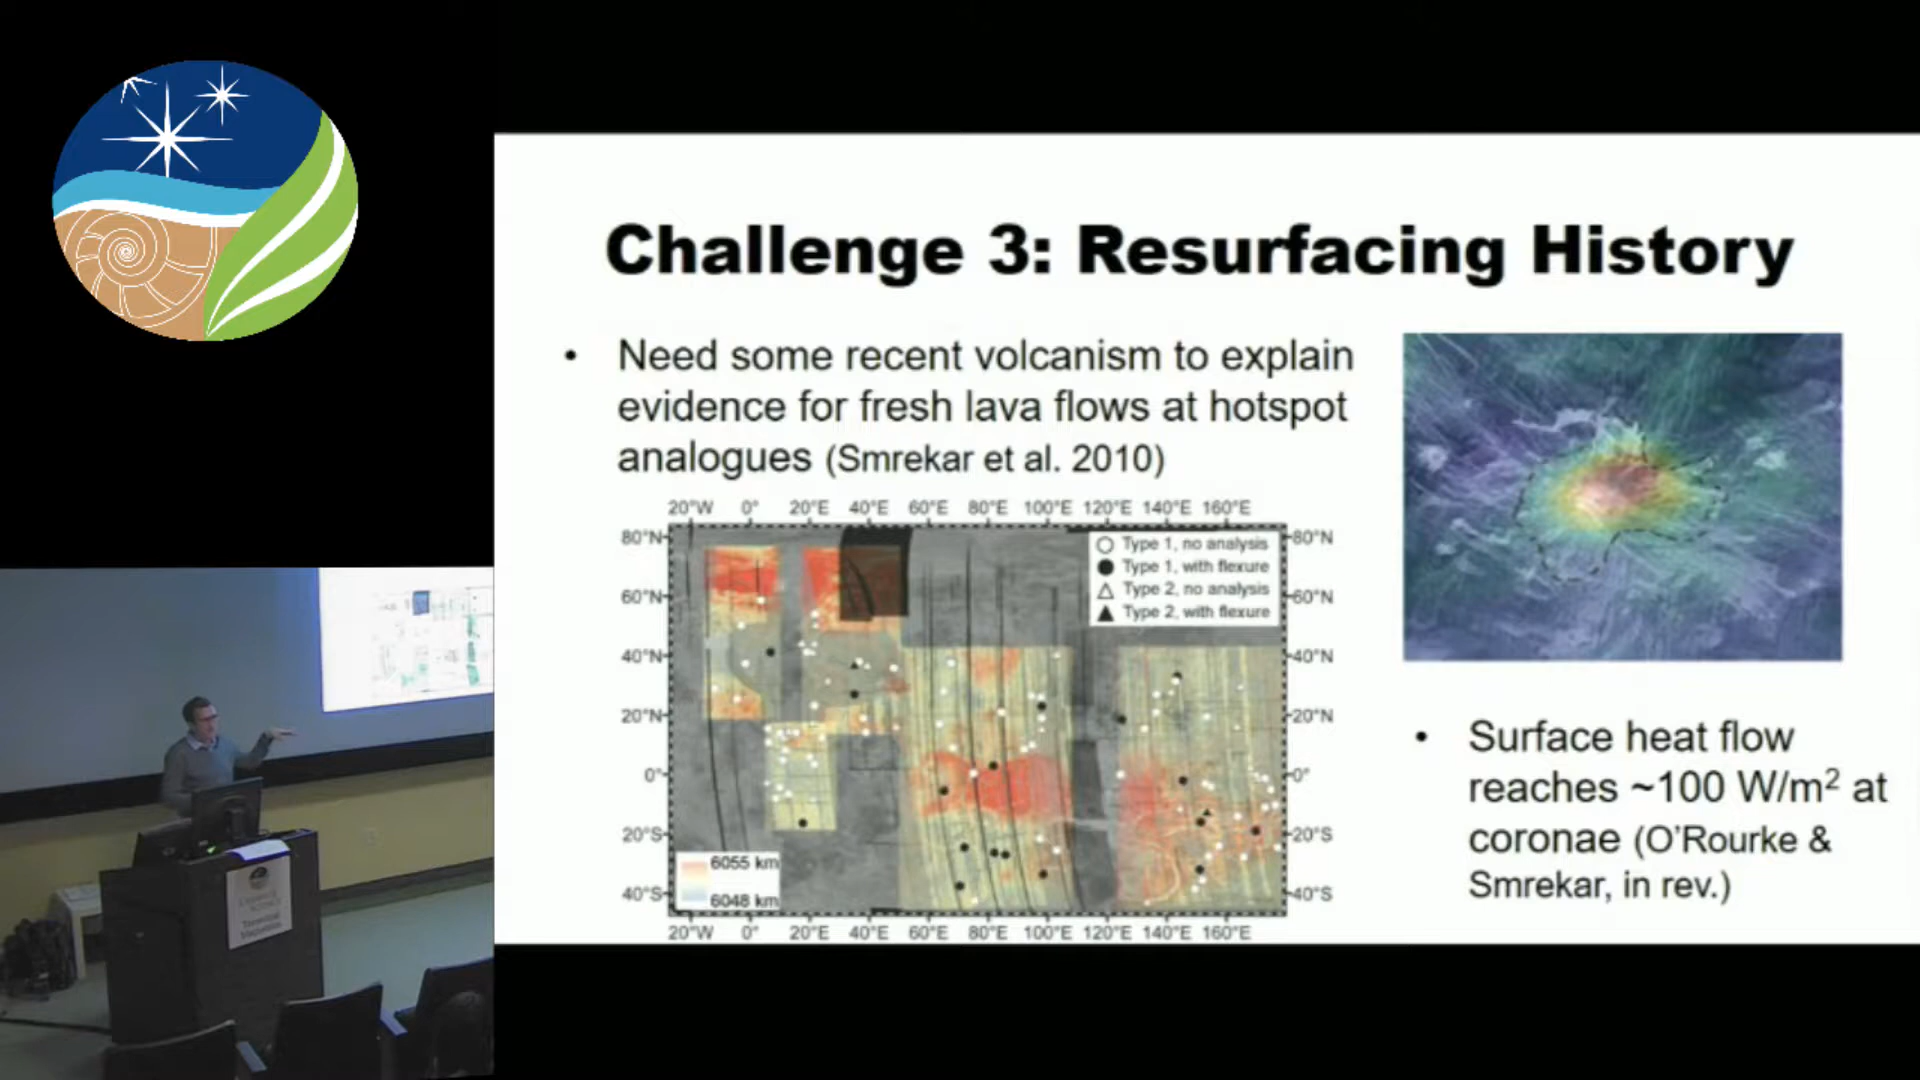 Challenge 3: Resurfacing History
• Need some recent volcanism to explain
evidence for fresh lava flows at hotspot
analogues (Smrekar et al. 2010)
20°W 0° 20°E 40°E 60°E 80°E 100°E 120°E 140°E 160°E
80°N 80°N
60°N 60°N
40°N 40°N
20°N 20°N
0° 0°
20°S 20°S
40°S 40°S
Type 1, no analysis
Type 1, with flexure
Type 2, no analysis
Type 2, with flexure
6055 km
6048 km
20°W 0° 20°E 40°E 60°E 80°E 100°E 120°E 140°E 160°E
• Surface heat flow
reaches ~100 W/m² at
coronae (O'Rourke &
Smrekar, in rev.)
Terrestrial
Magnetism